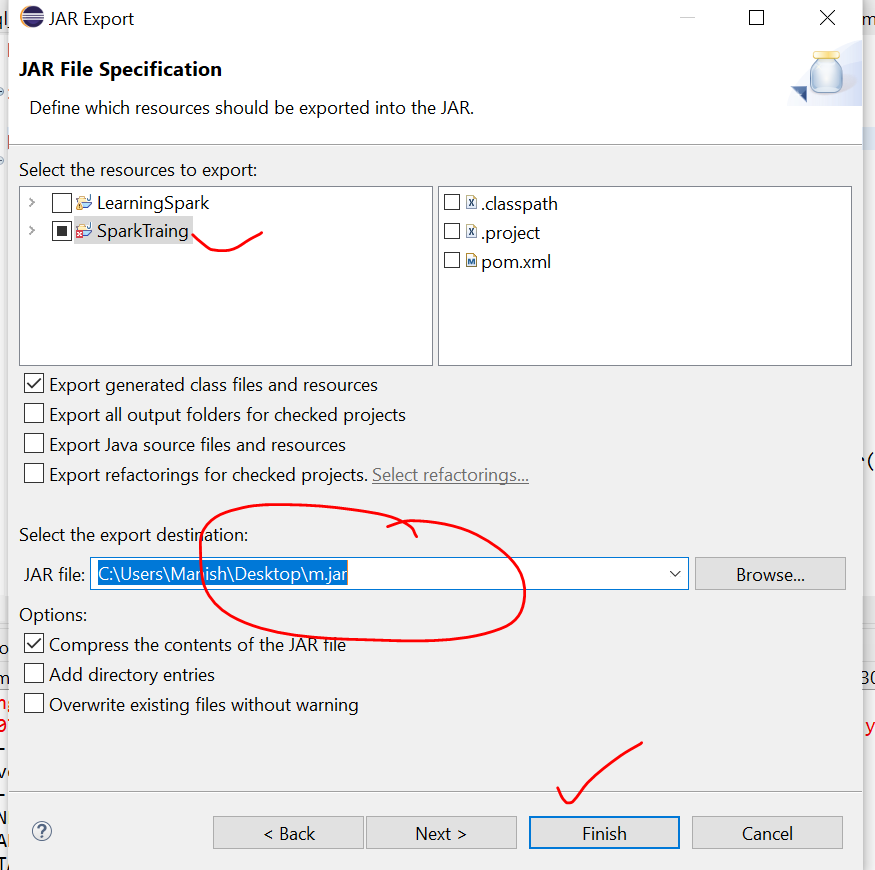 JAR Export
JAR File Specification
Define which resources should be exported into the JAR.
Select the resources to export:
LearningSpark
SparkTraing
.classpath
.project
pom.xml
Export generated class files and resources
Export all output folders for checked projects
Export Java source files and resources
Export refactorings for checked projects. Select refactorings...
Select the export destination:
JAR file: C:\Users\Manish\Desktop\m.jar Browse...
Options:
Compress the contents of the JAR file
Add directory entries
Overwrite existing files without warning
? < Back Next > Finish Cancel